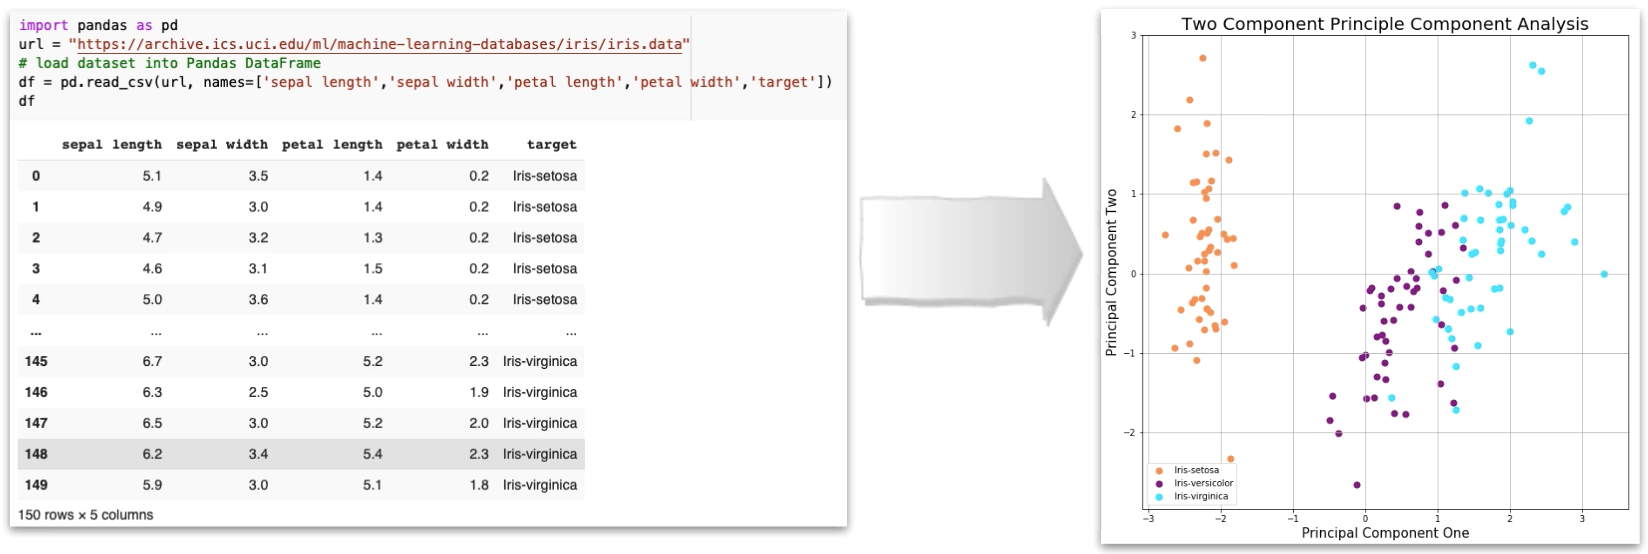 import pandas as pd
url = "https://archive.ics.uci.edu/ml/machine-learning-databases/iris/iris.data"
# load dataset into Pandas DataFrame
df = pd.read_csv(url, names=['sepal length','sepal width','petal length','petal width','target'])
df
sepal length sepal width petal length petal width target
0 5.1 3.5 1.4 0.2 Iris-setosa
1 4.9 3.0 1.4 0.2 Iris-setosa
2 4.7 3.2 1.3 0.2 Iris-setosa
3 4.6 3.1 1.5 0.2 Iris-setosa
4 5.0 3.6 1.4 0.2 Iris-setosa
... ... ... ... ... ...
145 6.7 3.0 5.2 2.3 Iris-virginica
146 6.3 2.5 5.0 1.9 Iris-virginica
147 6.5 3.0 5.2 2.0 Iris-virginica
148 6.2 3.4 5.4 2.3 Iris-virginica
149 5.9 3.0 5.1 1.8 Iris-virginica
150 rows × 5 columns
Two Component Principle Component Analysis
Principal Component Two
3
2
1
0
−1
−2
Iris-setosa
Iris-versicolor
Iris-virginica
−3 −2 −1 0 1 2 3
Principal Component One